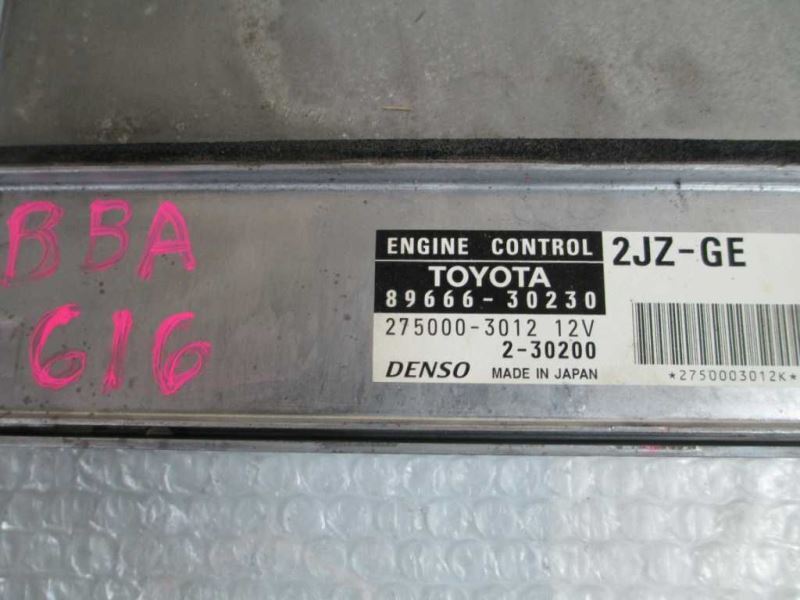 BBA
616
ENGINE CONTROL 2JZ-GE
TOYOTA
89666-30230
275000-3012 12V
2-30200
DENSO MADE IN JAPAN
*2750003012K*